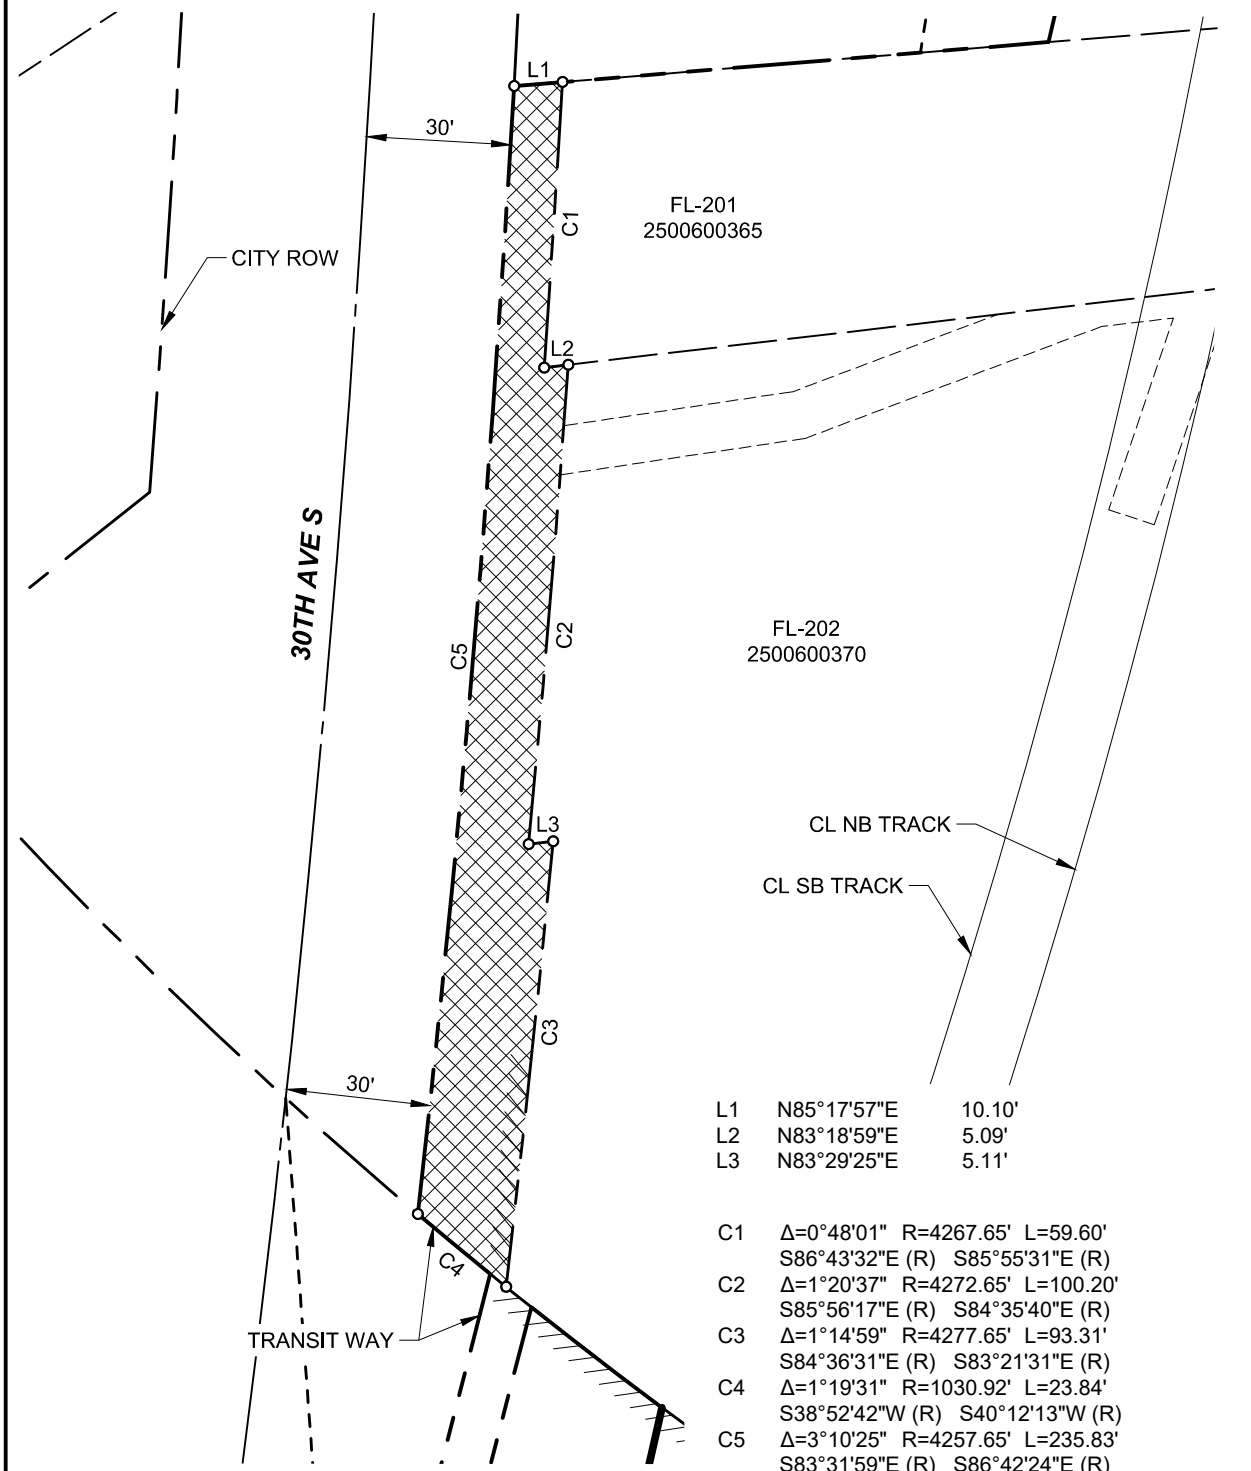 L1
30'
C1
FL-201
2500600365
CITY ROW
L2
30TH AVE S
C5
C2
FL-202
2500600370
L3
CL NB TRACK
CL SB TRACK
C3
30'
C4
TRANSIT WAY
L1 N85°17'57"E 10.10'
L2 N83°18'59"E 5.09'
L3 N83°29'25"E 5.11'
C1 Δ=0°48'01" R=4267.65' L=59.60'
S86°43'32"E (R) S85°55'31"E (R)
C2 Δ=1°20'37" R=4272.65' L=100.20'
S85°56'17"E (R) S84°35'40"E (R)
C3 Δ=1°14'59" R=4277.65' L=93.31'
S84°36'31"E (R) S83°21'31"E (R)
C4 Δ=1°19'31" R=1030.92' L=23.84'
S38°52'42"W (R) S40°12'13"W (R)
C5 Δ=3°10'25" R=4257.65' L=235.83'
S83°31'59"E (R) S86°42'24"E (R)